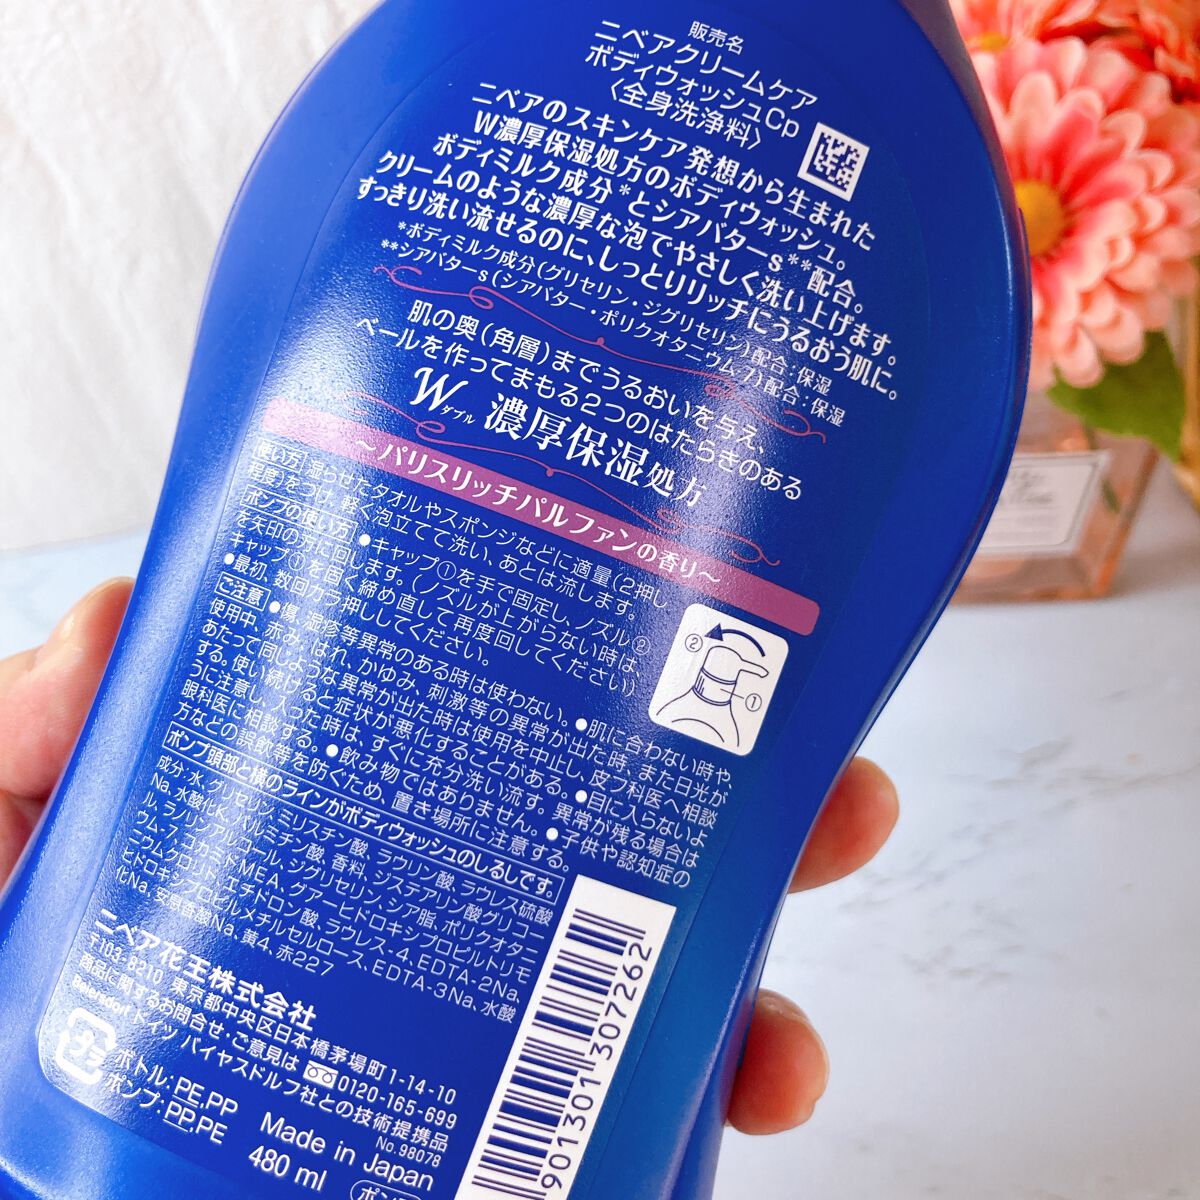 販売名
ニベアクリームケア
ボディウォッシュCp
〈全身洗浄料〉
ニベアのスキンケア発想から生まれた
W濃厚保湿処方のボディウォッシュ。
ボディミルク成分*とシアバターs**配合。
クリームのような濃厚な泡でやさしく洗い上げます。
すっきり洗い流せるのに、しっとりリッチにうるおう肌に。
*ボディミルク成分(グリセリン・ジグリセリン)配合:保湿
**シアバターs(シアバター・ポリクオタニウム-7)配合:保湿
肌の奥(角層)までうるおいを与え、
ベールを作ってまもる2つのはたらきのある
Wダブル 濃厚保湿処方
〜パリスリッチパルファンの香り〜
使い方 湿らせたタオルやスポンジなどに適量(2押し
程度)をつけ、軽く泡立てて洗い、あとは流します。
ポンプの使い方 ●キャップ①を手で固定し、ノズル②
を矢印の方に回します。(ノズルが上がらない時は、
キャップ①を固く締め直して再度回してください)
●最初、数回カラ押ししてください。
ご注意 ●傷、湿疹等異常のある時は使わない。●肌に合わない時や、
使用中、赤み、はれ、かゆみ、刺激等の異常が出た時、また日光が
あたって同じような異常が出た時は使用を中止し、皮フ科医へ相談
する。使い続けると症状が悪化することがある。●目に入らないよ
うに注意し、入った時は、すぐに充分洗い流す。異常が残る場合は
眼科医に相談する。●飲み物ではありません。●子供や認知症の
方などの誤飲等を防ぐため、置き場所に注意する。
ポンプ頭部と横のラインがボディウォッシュのしるしです。
成分:水、グリセリン、ミリスチン酸、ラウリン酸、ラウレス硫酸
Na、水酸化K、パルミチン酸、香料、ジステアリン酸グリコー
ル、ラノリンアルコール、ジグリセリン、シア脂、ポリクオタニ
ウム-7、コカミドMEA、グアーヒドロキシプロピルトリモ
ニウムクロリド、エチドロン酸、ラウレス-4、EDTA-2Na、
ヒドロキシプロピルメチルセルロース、EDTA-3Na、水酸
化Na、安息香酸Na、黄4、赤227
②
①
ニベア花王株式会社
〒103-8210 東京都中央区日本橋茅場町1-14-10
商品に関するお問合せ・ご意見は 0120-165-699
Beiersdorf ドイツ バイヤスドルフ社との技術提携品
No.98078
プラ
ボトル:PE,PP
ポンプ:PP,PE
Made in Japan
480 ml
901301 307262